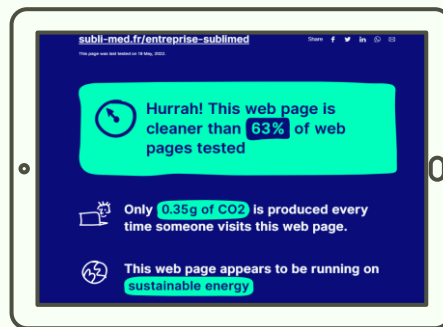 subli-med.fr/entreprise-sublimed
Share
This page was last tested on 19 May, 2023.
Hurrah! This web page is
cleaner than 63% of web
pages tested
Only 0.35g of CO2 is produced every
time someone visits this web page.
This web page appears to be running on
sustainable energy